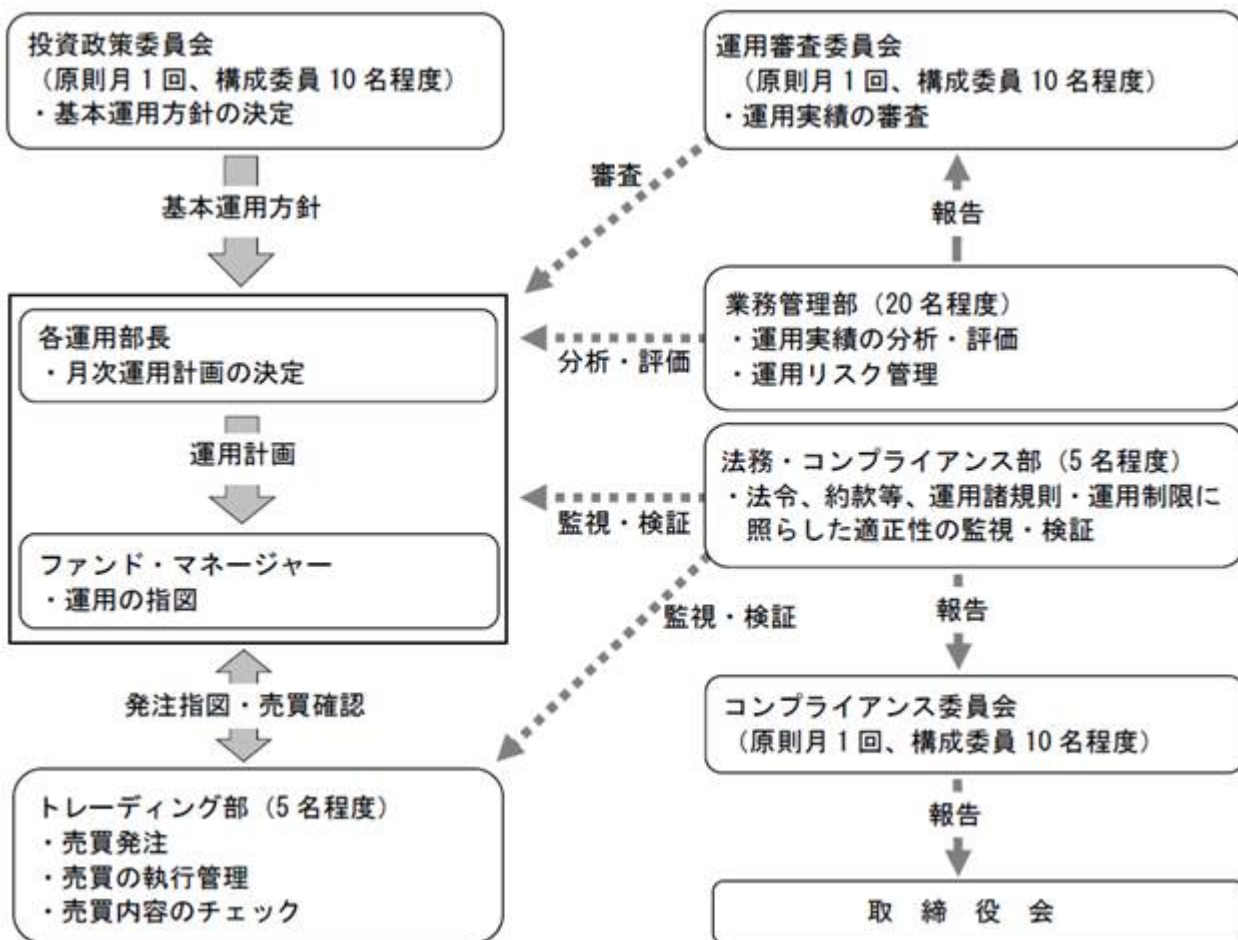 投資政策委員会
（原則月１回、構成委員 10 名程度）
・基本運用方針の決定
基本運用方針
各運用部長
・月次運用計画の決定
運用計画
ファンド・マネージャー
・運用の指図
発注指図・売買確認
トレーディング部（5 名程度）
・売買発注
・売買の執行管理
・売買内容のチェック
運用審査委員会
（原則月１回、構成委員 10 名程度）
・運用実績の審査
審査
報告
業務管理部（20 名程度）
・運用実績の分析・評価
・運用リスク管理
分析・評価
法務・コンプライアンス部（5 名程度）
・法令、約款等、運用諸規則・運用制限に
照らした適正性の監視・検証
監視・検証
監視・検証
報告
コンプライアンス委員会
（原則月１回、構成委員 10 名程度）
報告
取 締 役 会